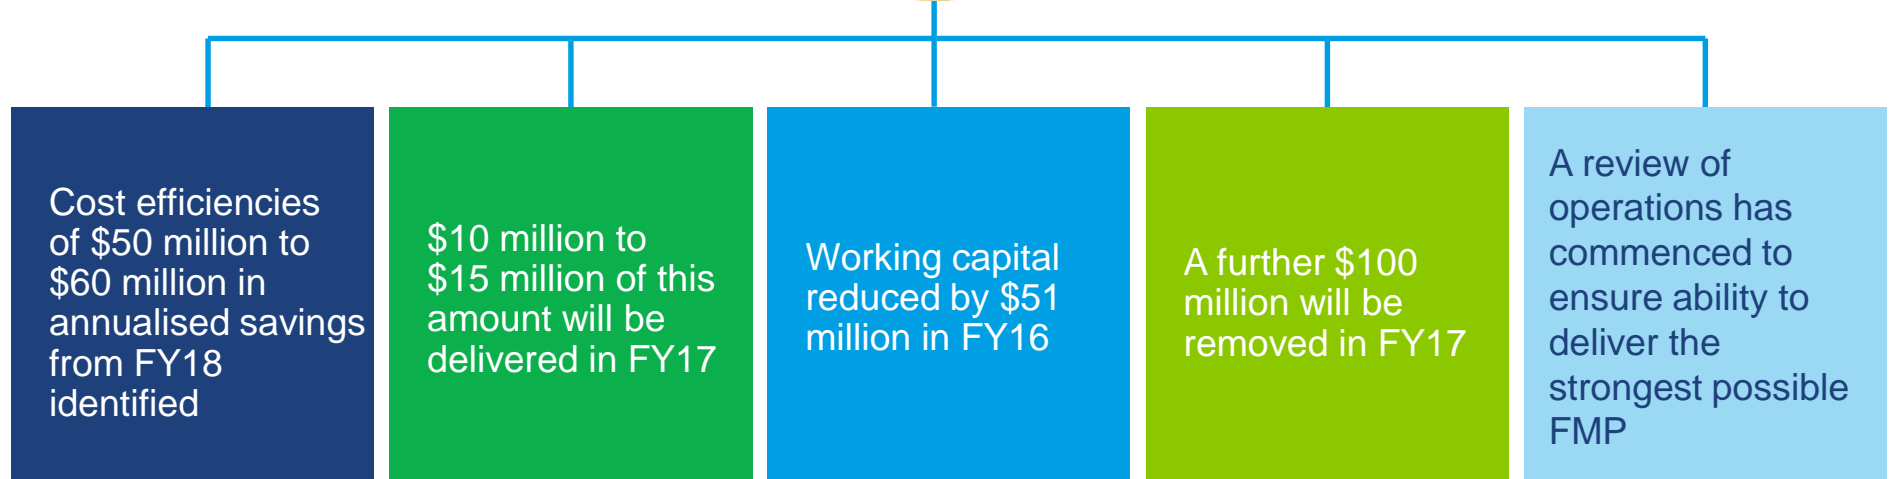 Cost efficiencies
of $50 million to
$60 million in
annualised savings
from FY18
identified
$10 million to
$15 million of this
amount will be
delivered in FY17
Working capital
reduced by $51
million in FY16
A further $100
million will be
removed in FY17
A review of
operations has
commenced to
ensure ability to
deliver the
strongest possible
FMP